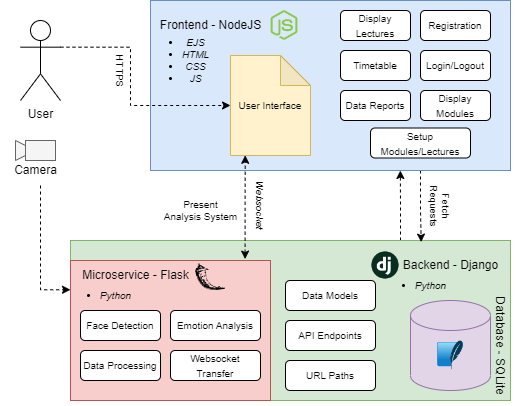 Frontend - NodeJS
EJS
HTML
CSS
JS
HTTPS
User
Camera
User Interface
Display
Lectures
Registration
Timetable
Login/Logout
Data Reports
Display
Modules
Setup
Modules/Lectures
Present
Analysis System
Websocket
Fetch
Requests
Microservice - Flask
Python
Face Detection
Emotion Analysis
Data Processing
Websocket
Transfer
dj
Backend - Django
Python
Data Models
API Endpoints
URL Paths
Database - SQLite